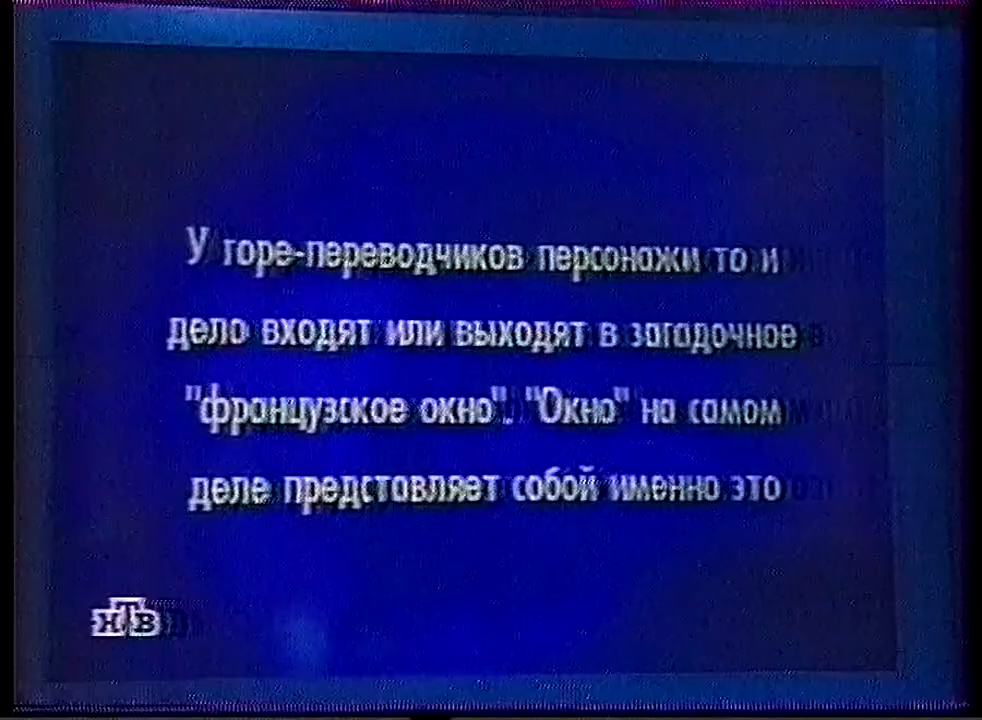 У горе-переводчиков персонажи то и
дело входят или выходят в загадочное
"французское окно". "Окно" на самом
деле представляет собой именно это
нТв